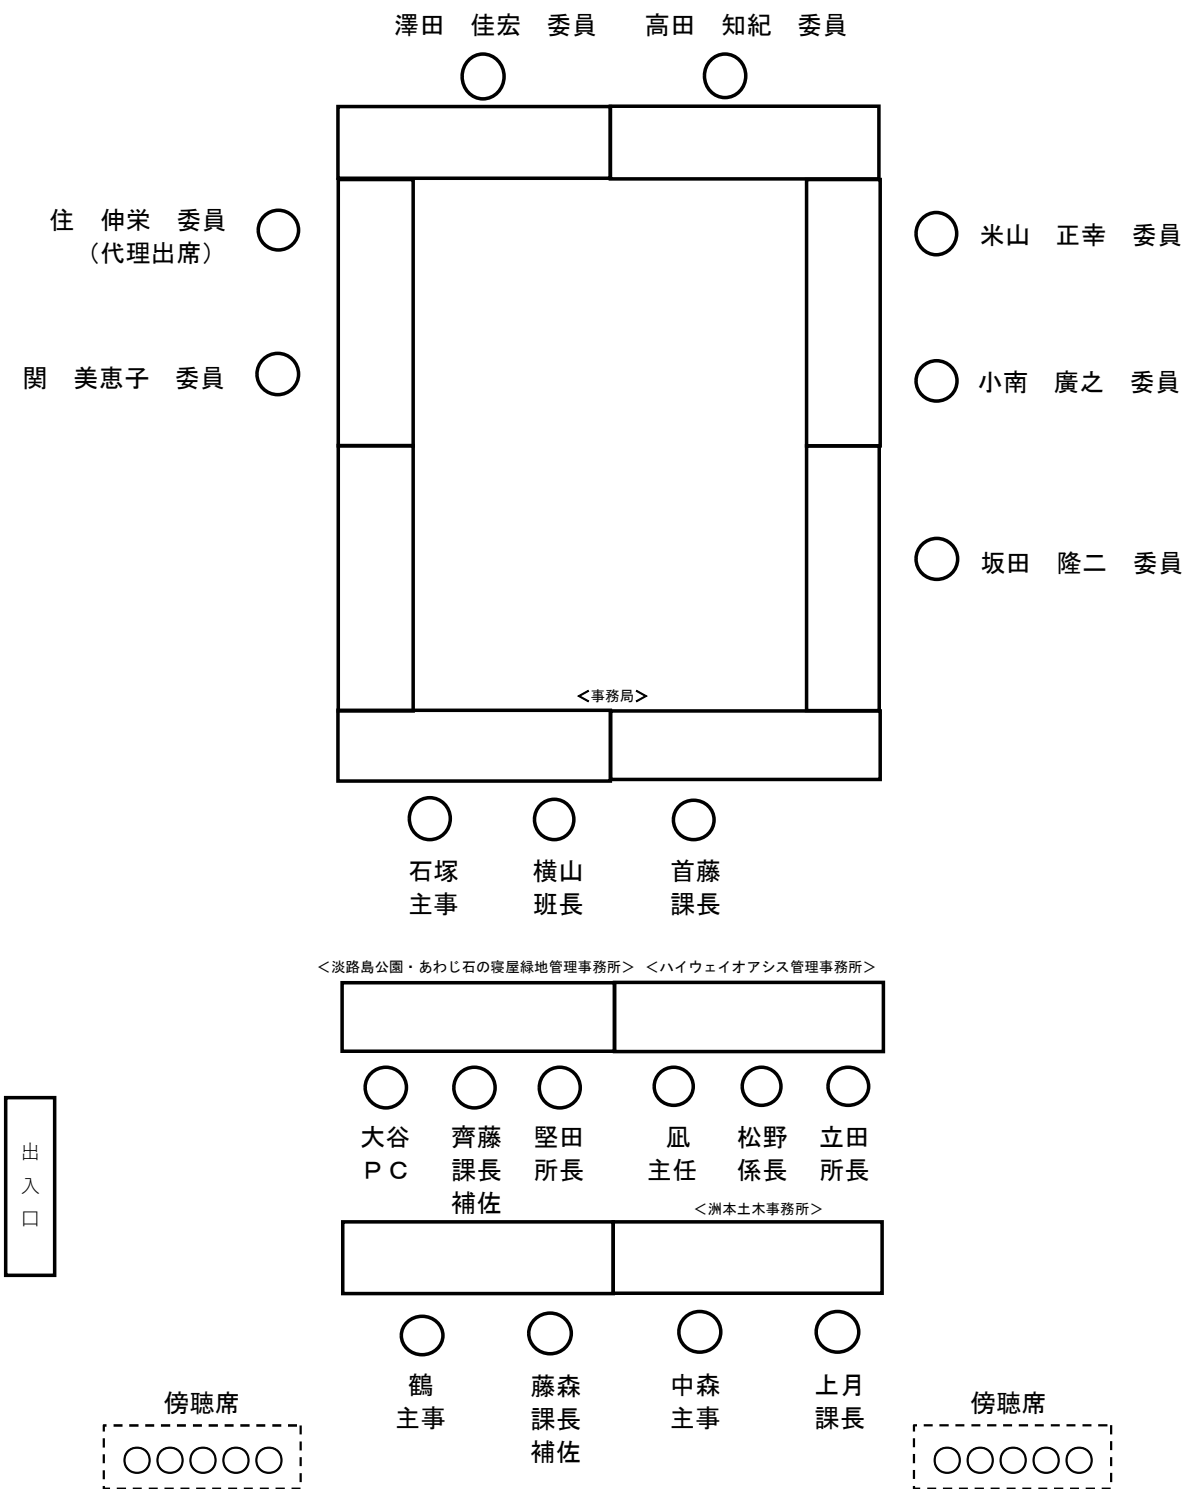 澤田　佳宏　委員　　高田　知紀　委員
住　伸栄　委員
（代理出席）
米山　正幸　委員
関　美恵子　委員
小南　廣之　委員
坂田　隆二　委員
＜事務局＞
石塚
主事
横山
班長
首藤
課長
＜淡路島公園・あわじ石の寝屋緑地管理事務所＞
＜ハイウェイオアシス管理事務所＞
大谷
ＰＣ
齊藤
課長
補佐
堅田
所長
凪
主任
松野
係長
立田
所長
出
入
口
＜洲本土木事務所＞
鶴
主事
藤森
課長
補佐
中森
主事
上月
課長
傍聴席
傍聴席